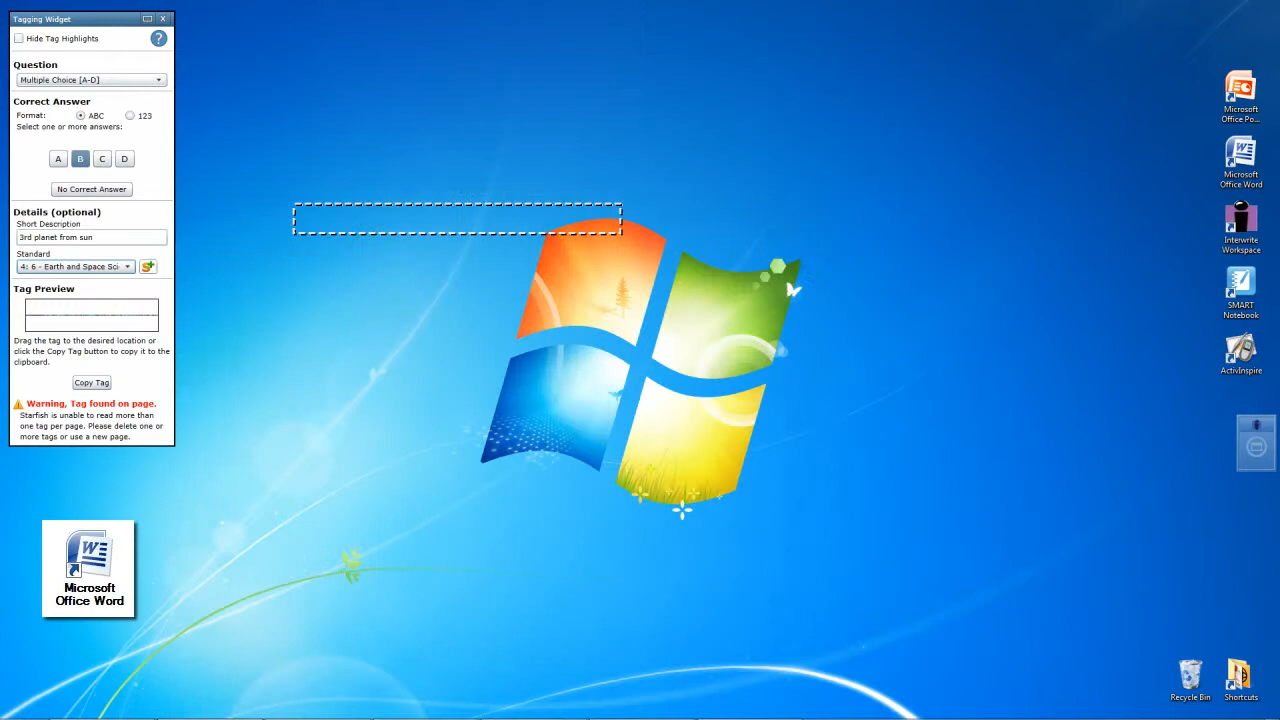 Tagging Widget
Hide Tag Highlights
?
Question
Multiple Choice [A-D]
Correct Answer
Format: ABC 123
Select one or more answers:
A B C D
No Correct Answer
Details (optional)
Short Description
3rd planet from sun
Standard
4: 6 - Earth and Space Sci
Tag Preview
Drag the tag to the desired location or
click the Copy Tag button to copy it to the
clipboard.
Copy Tag
Warning, Tag found on page.
Starfish is unable to read more than
one tag per page. Please delete one or
more tags or use a new page.
Microsoft
Office Word
Microsoft
Office Po...
Microsoft
Office Word
Interwrite
Workspace
SMART
Notebook
ActivInspire
Recycle Bin
Shortcuts